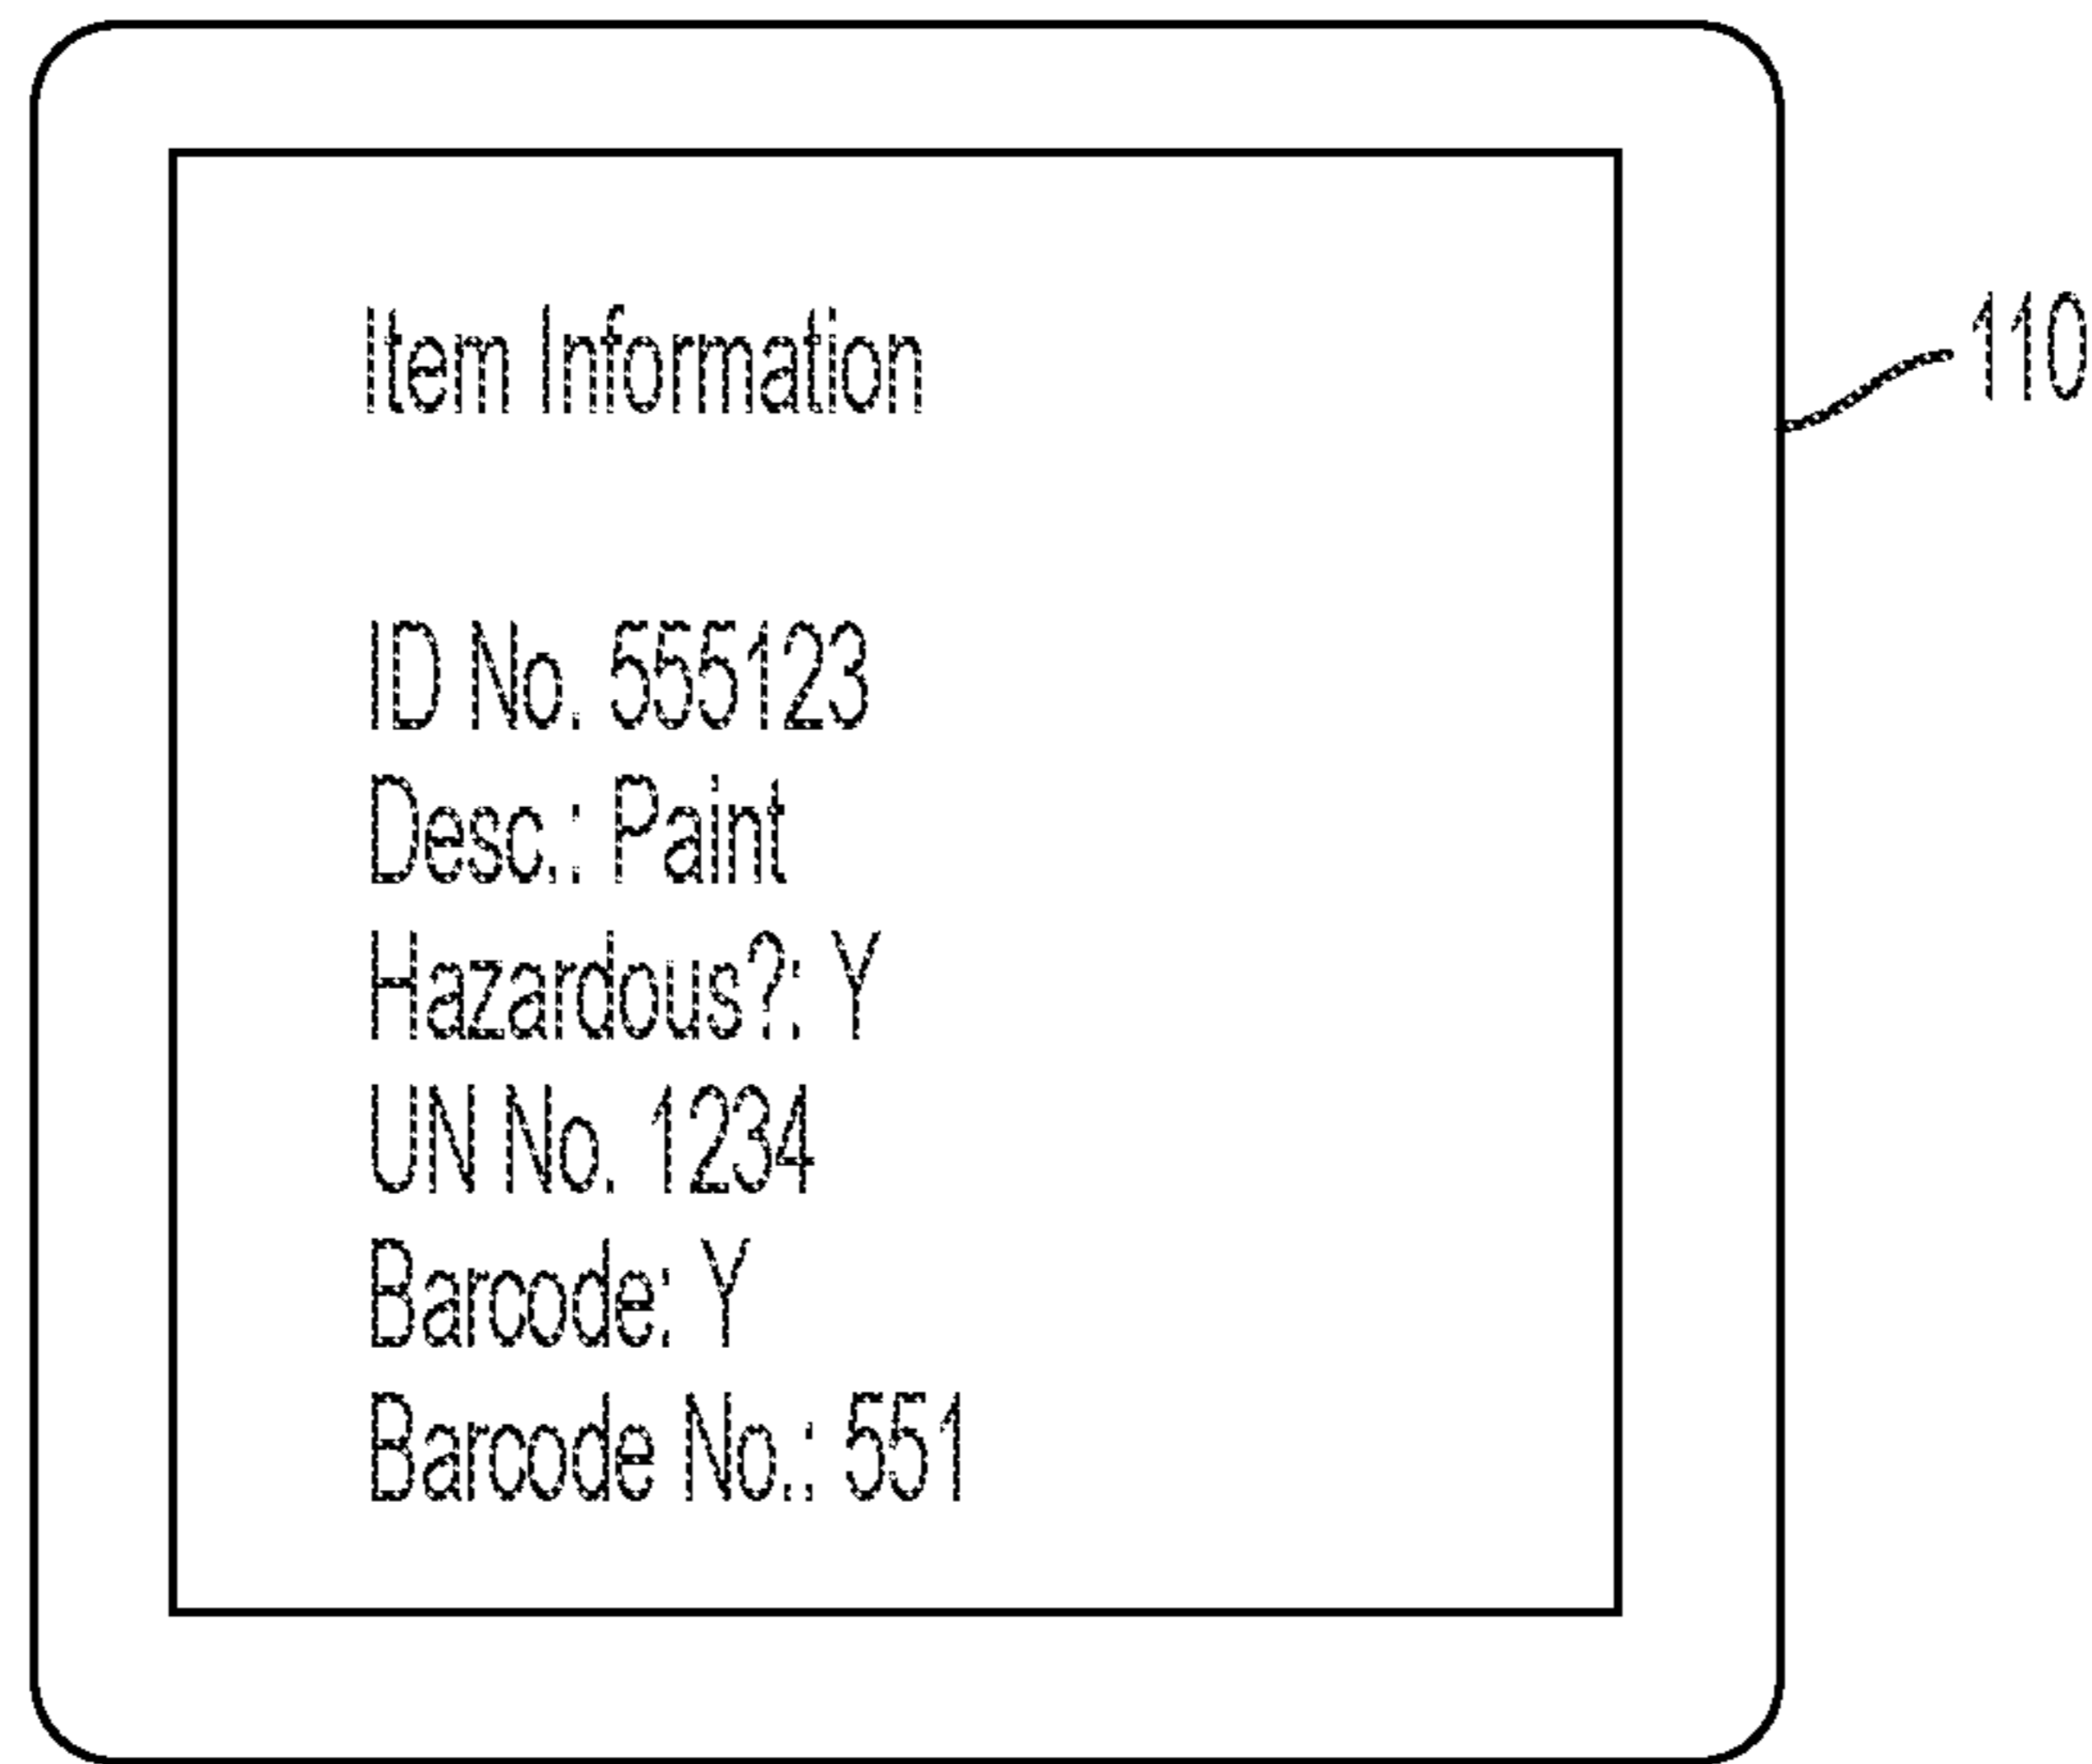 Item Information
110
ID No. 555123
Desc.: Paint
Hazardous?: Y
UN No. 1234
Barcode: Y
Barcode No.: 551